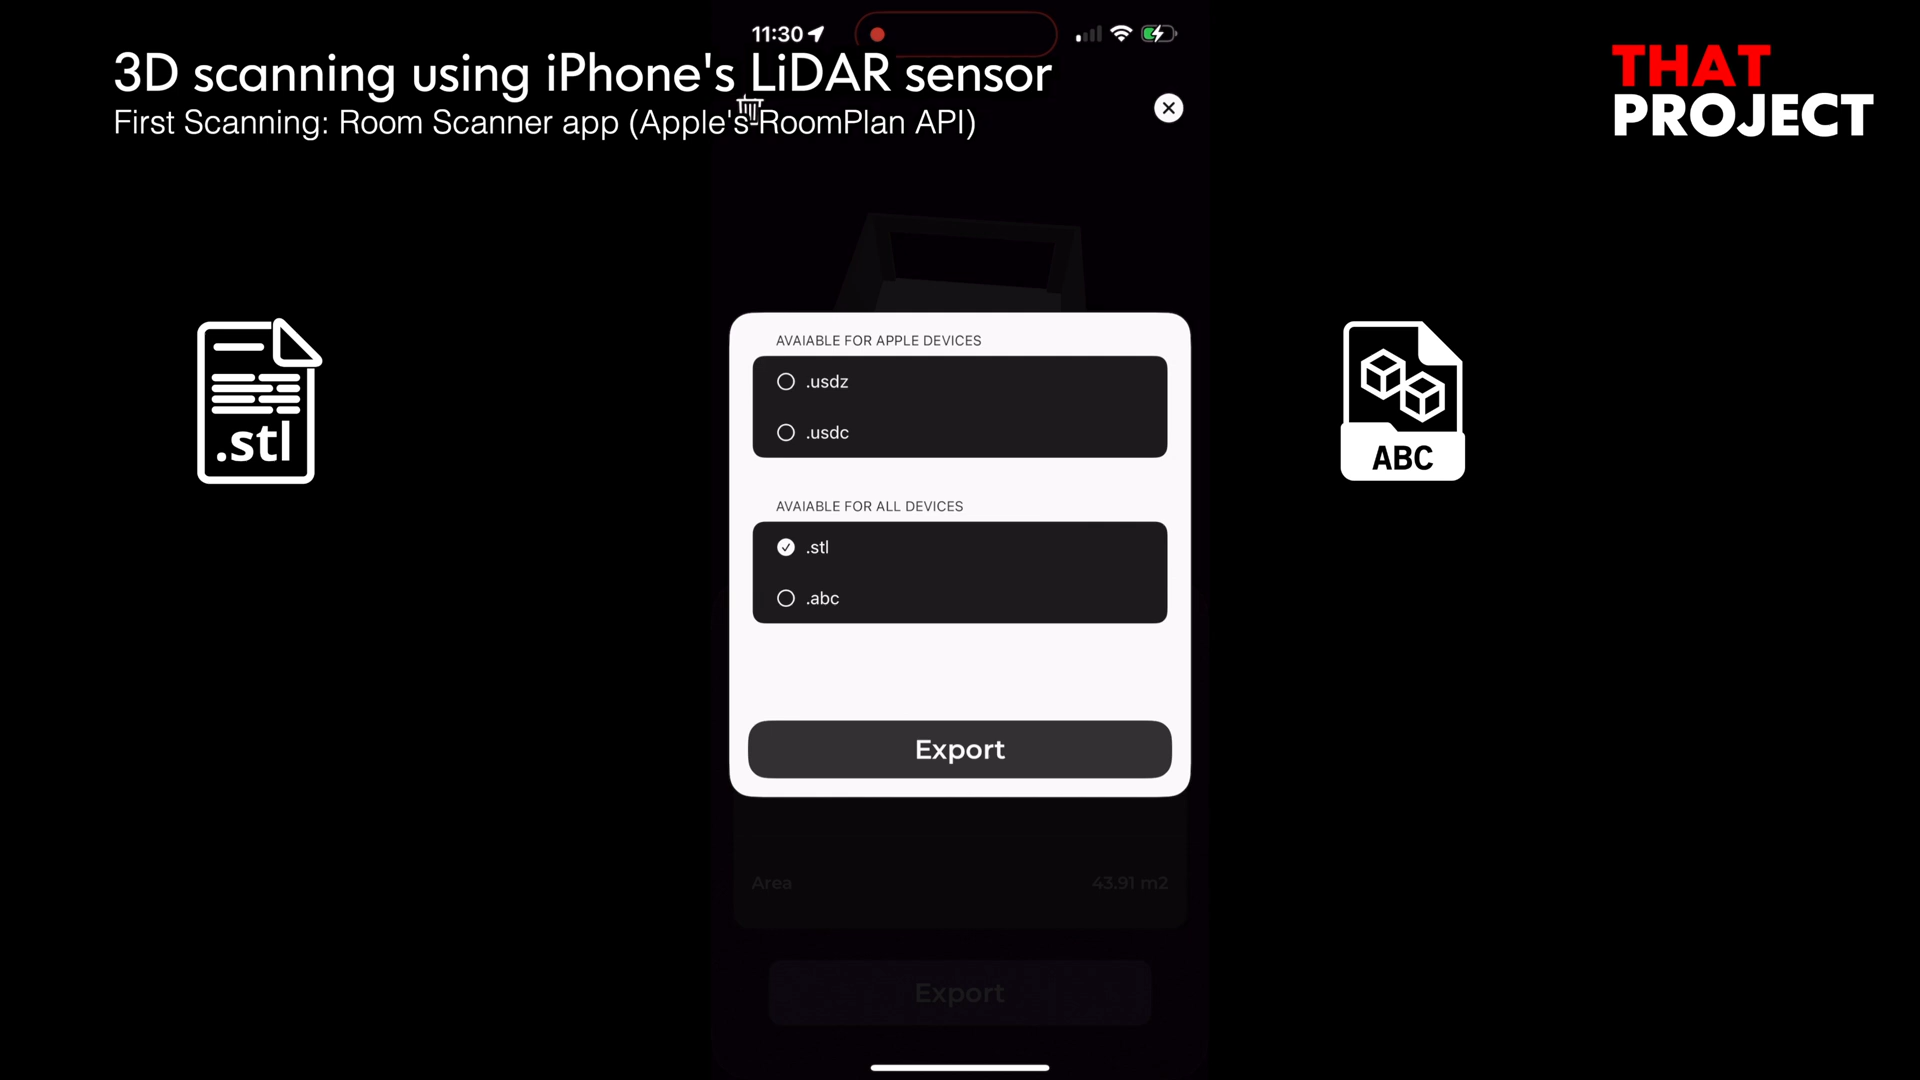 11:30
3D scanning using iPhone's LiDAR sensor
First Scanning: Room Scanner app (Apple's RoomPlan API)
THAT
PROJECT
.stl
ABC
AVAIABLE FOR APPLE DEVICES
.usdz
.usdc
AVAIABLE FOR ALL DEVICES
.stl
.abc
Export
Area 43.91 m2
Export